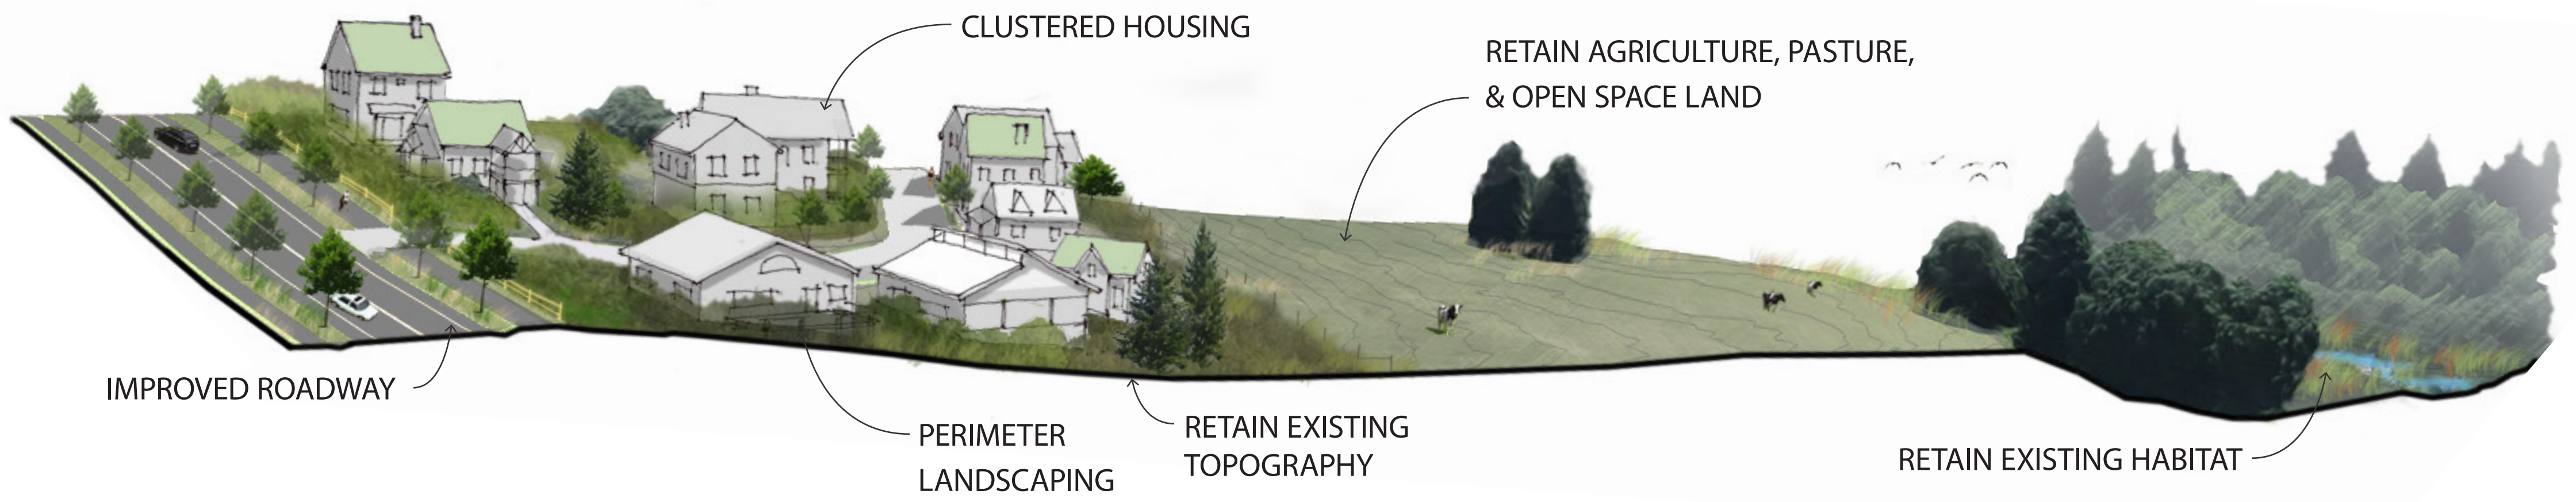 CLUSTERED HOUSING
RETAIN AGRICULTURE, PASTURE,
& OPEN SPACE LAND
IMPROVED ROADWAY
PERIMETER
LANDSCAPING
RETAIN EXISTING
TOPOGRAPHY
RETAIN EXISTING HABITAT